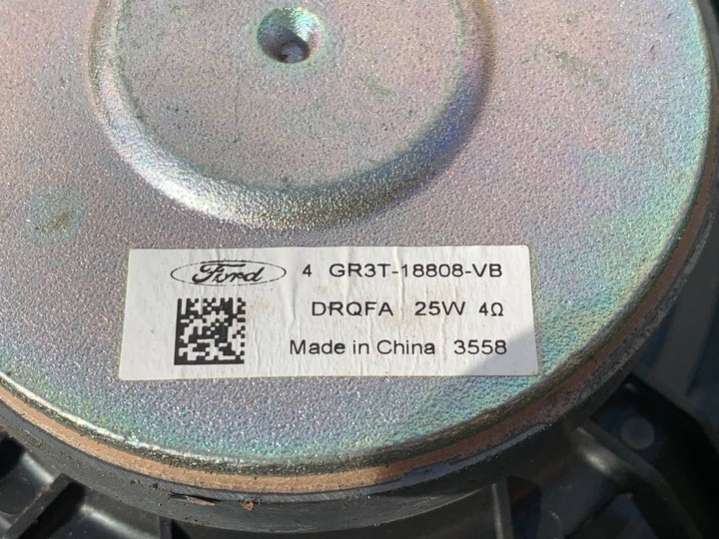 Ford 4 GR3T-18808-VB
DRQFA 25W 4Ω
Made in China 3558